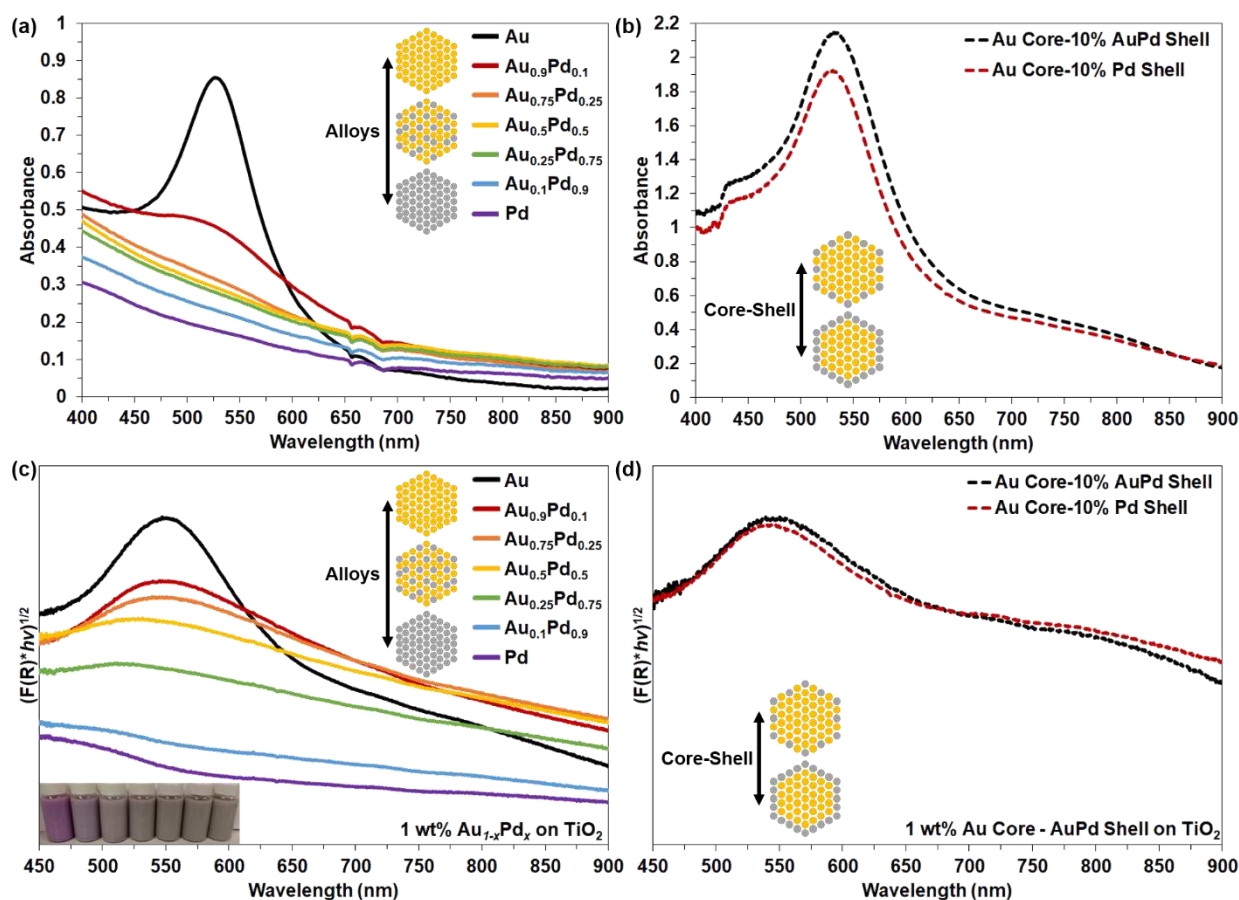 (a)
Absorbance
1
0.9
0.8
0.7
0.6
0.5
0.4
0.3
0.2
0.1
0
400 450 500 550 600 650 700 750 800 850 900
Wavelength (nm)
Alloys
Au
Au0.9Pd0.1
Au0.75Pd0.25
Au0.5Pd0.5
Au0.25Pd0.75
Au0.1Pd0.9
Pd
(b)
Absorbance
2.2
2
1.8
1.6
1.4
1.2
1
0.8
0.6
0.4
0.2
0
400 450 500 550 600 650 700 750 800 850 900
Wavelength (nm)
Au Core-10% AuPd Shell
Au Core-10% Pd Shell
Core-Shell
(c)
(F(R)*hν)1/2
450 500 550 600 650 700 750 800 850 900
Wavelength (nm)
Alloys
Au
Au0.9Pd0.1
Au0.75Pd0.25
Au0.5Pd0.5
Au0.25Pd0.75
Au0.1Pd0.9
Pd
1 wt% Au1-xPdx on TiO2
(d)
(F(R)*hν)1/2
450 500 550 600 650 700 750 800 850 900
Wavelength (nm)
Au Core-10% AuPd Shell
Au Core-10% Pd Shell
Core-Shell
1 wt% Au Core - AuPd Shell on TiO2